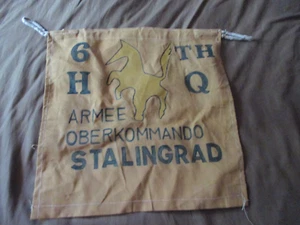 6 TH
H Q
ARMEE
OBERKOMMANDO
STALINGRAD